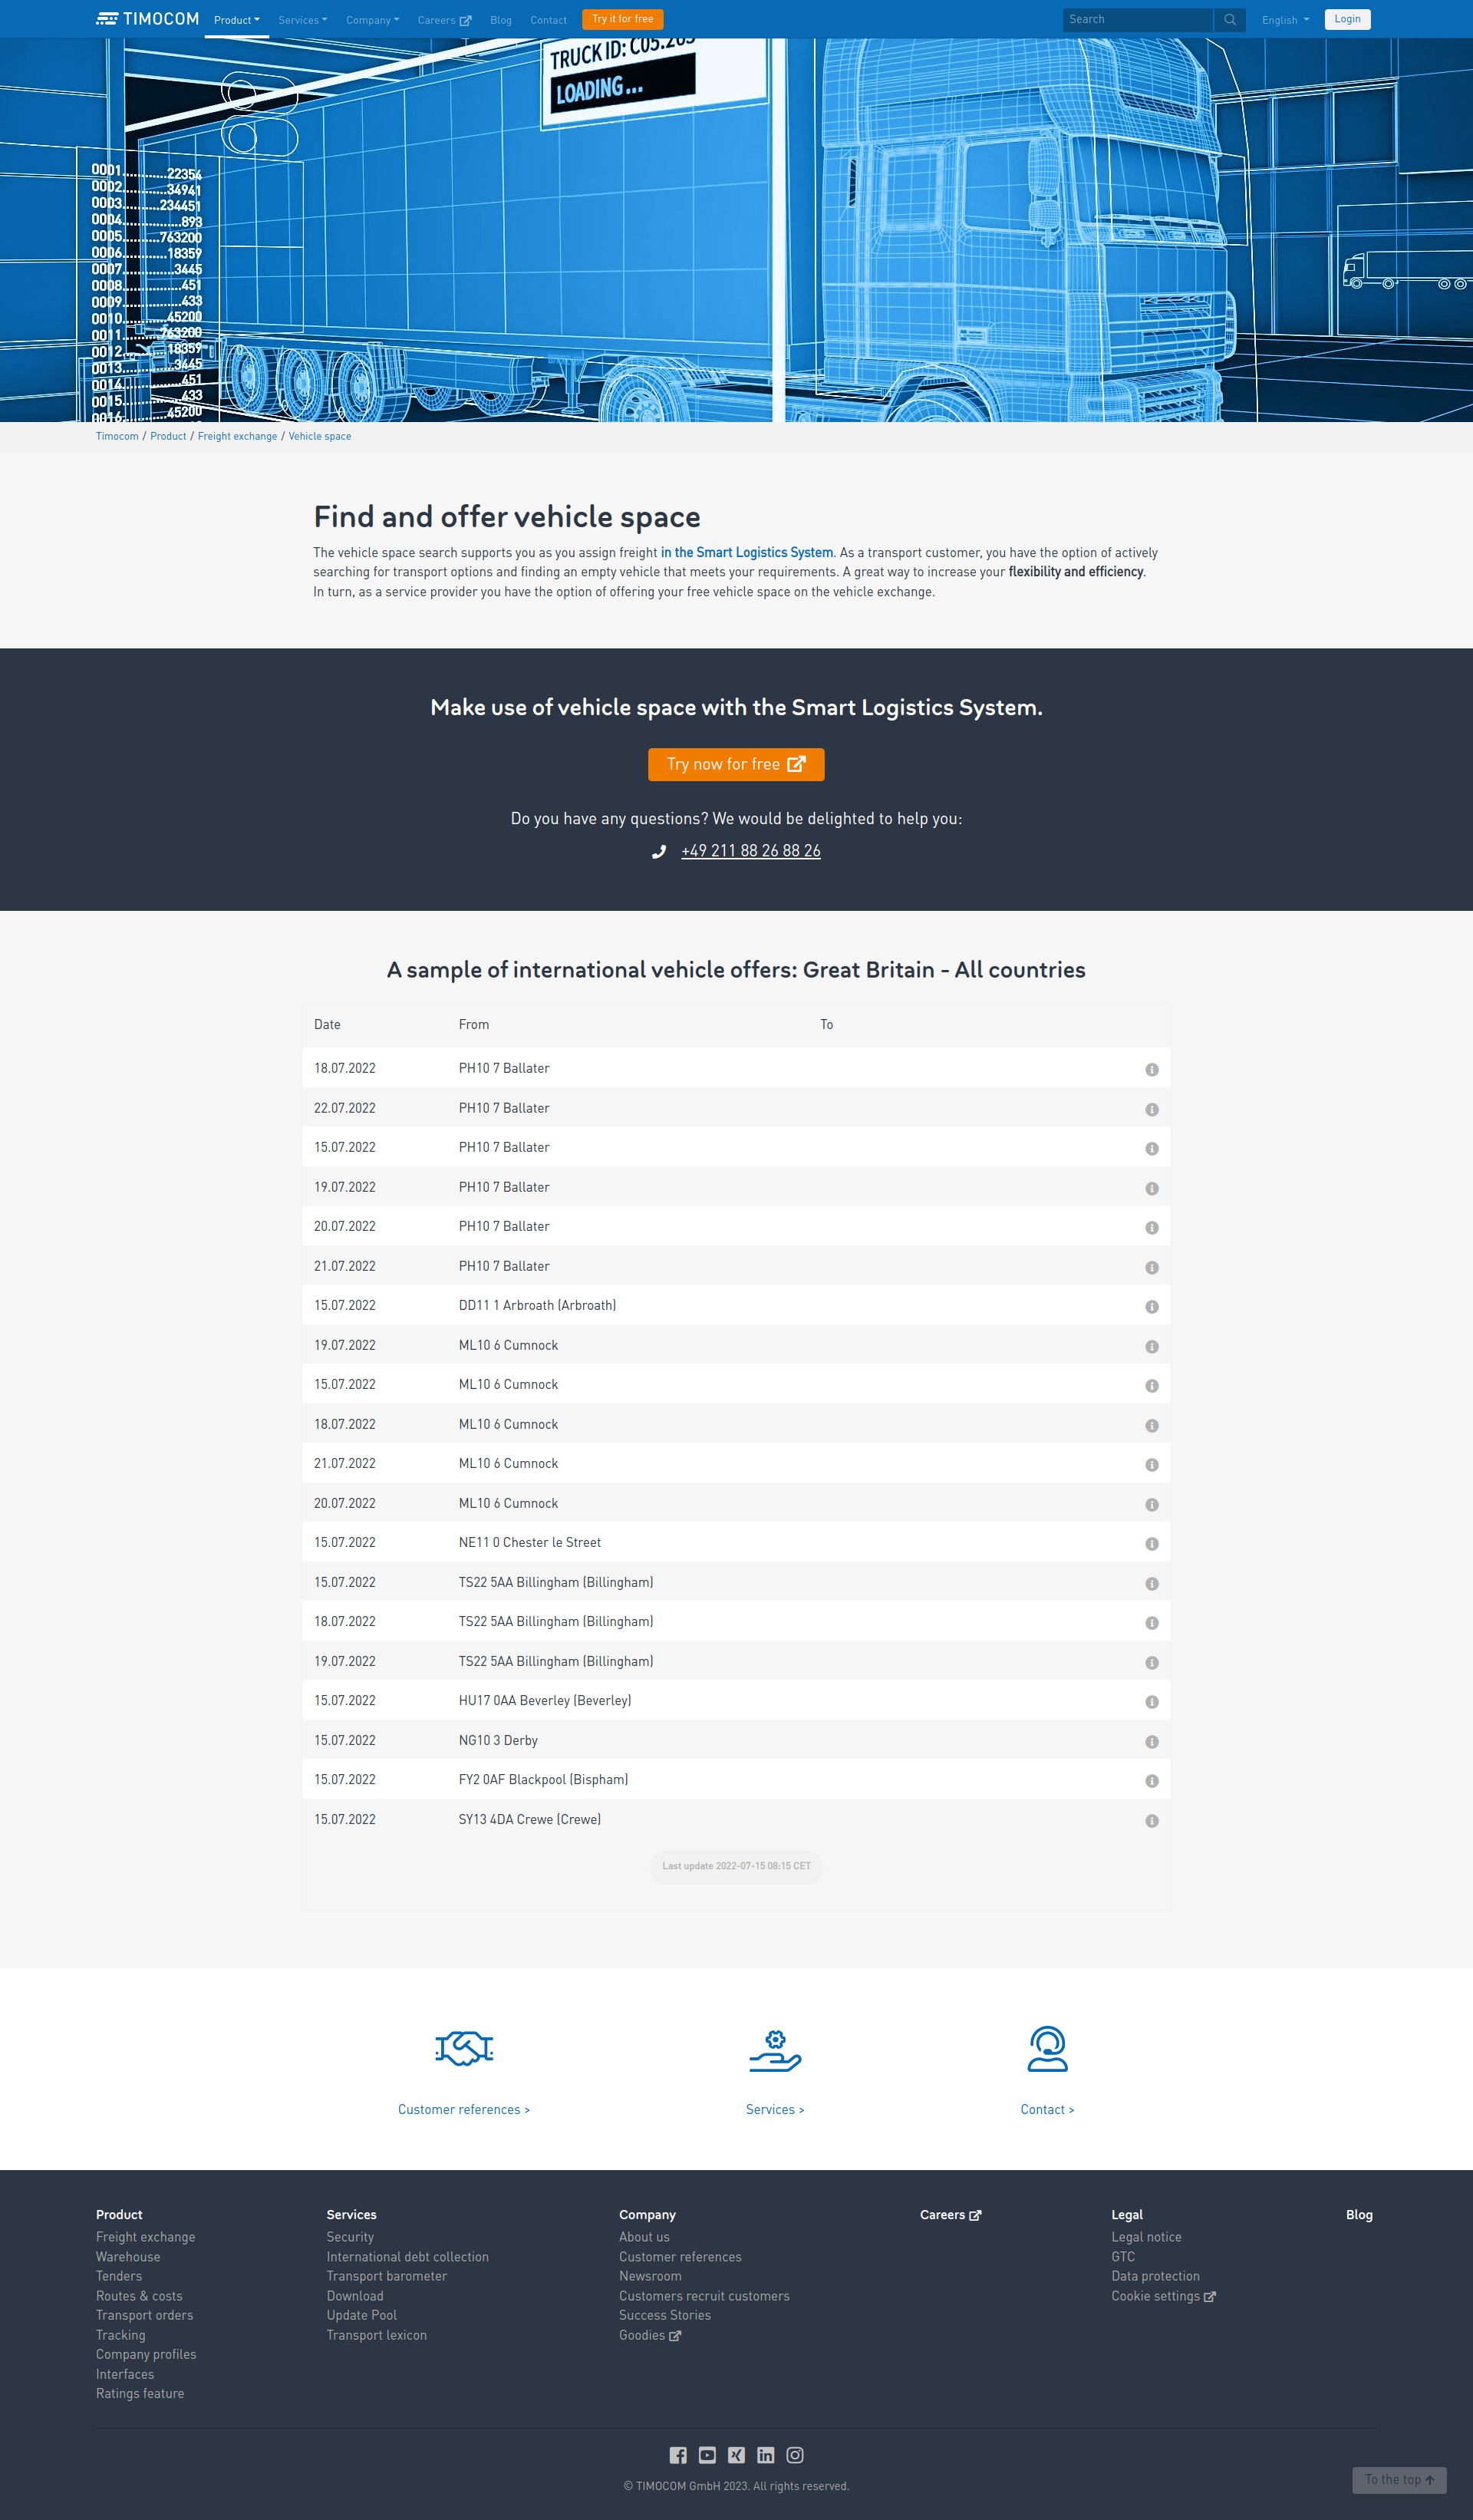 TIMOCOM
Product
Services
Company
Careers
Blog
Contact
Try it for free
Search
English
Login
TRUCK ID: C05.265
LOADING ...
0001............22354
0002............34941
0003..........234451
0004...............893
0005..........763200
0006............18359
0007..............3445
0008...............451
0009...............433
0010............45200
0011..........763200
0012............18359
0013..............3445
0014...............451
0015...............433
0016............45200
Timocom / Product / Freight exchange / Vehicle space
Find and offer vehicle space
The vehicle space search supports you as you assign freight in the Smart Logistics System. As a transport customer, you have the option of actively
searching for transport options and finding an empty vehicle that meets your requirements. A great way to increase your flexibility and efficiency.
In turn, as a service provider you have the option of offering your free vehicle space on the vehicle exchange.
Make use of vehicle space with the Smart Logistics System.
Try now for free
Do you have any questions? We would be delighted to help you:
+49 211 88 26 88 26
A sample of international vehicle offers: Great Britain - All countries
Date From To
18.07.2022 PH10 7 Ballater
22.07.2022 PH10 7 Ballater
15.07.2022 PH10 7 Ballater
19.07.2022 PH10 7 Ballater
20.07.2022 PH10 7 Ballater
21.07.2022 PH10 7 Ballater
15.07.2022 DD11 1 Arbroath (Arbroath)
19.07.2022 ML10 6 Cumnock
15.07.2022 ML10 6 Cumnock
18.07.2022 ML10 6 Cumnock
21.07.2022 ML10 6 Cumnock
20.07.2022 ML10 6 Cumnock
15.07.2022 NE11 0 Chester le Street
15.07.2022 TS22 5AA Billingham (Billingham)
18.07.2022 TS22 5AA Billingham (Billingham)
19.07.2022 TS22 5AA Billingham (Billingham)
15.07.2022 HU17 0AA Beverley (Beverley)
15.07.2022 NG10 3 Derby
15.07.2022 FY2 0AF Blackpool (Bispham)
15.07.2022 SY13 4DA Crewe (Crewe)
Last update 2022-07-15 08:15 CET
Customer references >
Services >
Contact >
Product
Freight exchange
Warehouse
Tenders
Routes & costs
Transport orders
Tracking
Company profiles
Interfaces
Ratings feature
Services
Security
International debt collection
Transport barometer
Download
Update Pool
Transport lexicon
Company
About us
Customer references
Newsroom
Customers recruit customers
Success Stories
Goodies
Careers
Legal
Legal notice
GTC
Data protection
Cookie settings
Blog
© TIMOCOM GmbH 2023. All rights reserved.
To the top